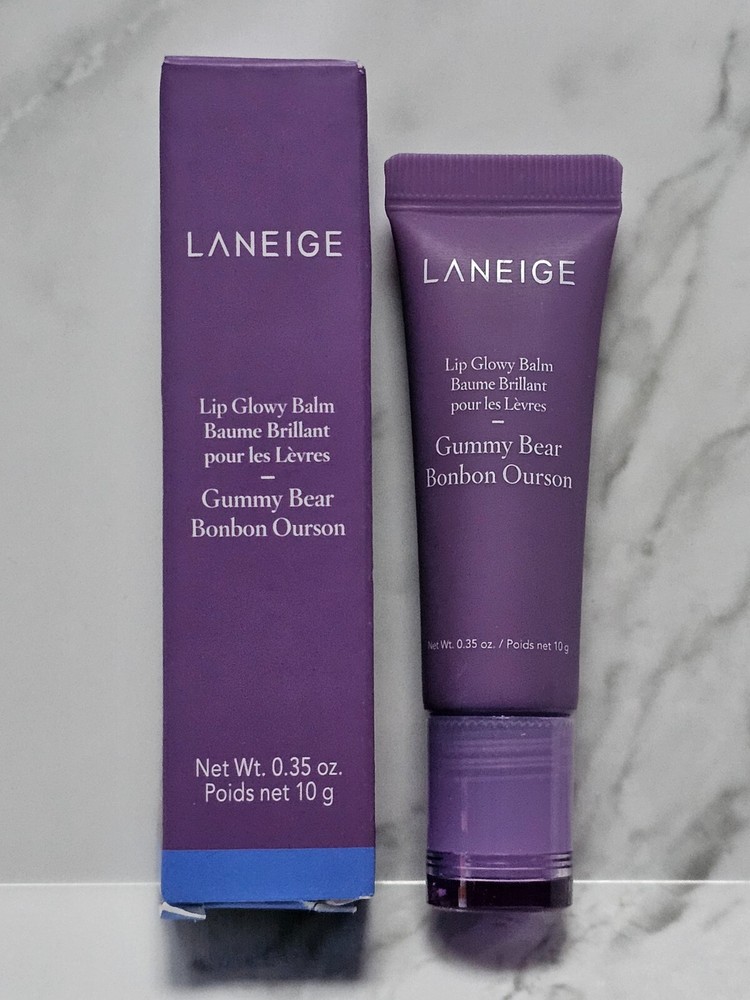 LANEIGE
Lip Glowy Balm
Baume Brillant
pour les Lèvres
Gummy Bear
Bonbon Ourson
Net Wt. 0.35 oz.
Poids net 10 g
LANEIGE
Lip Glowy Balm
Baume Brillant
pour les Lèvres
Gummy Bear
Bonbon Ourson
Net Wt. 0.35 oz. / Poids net 10 g